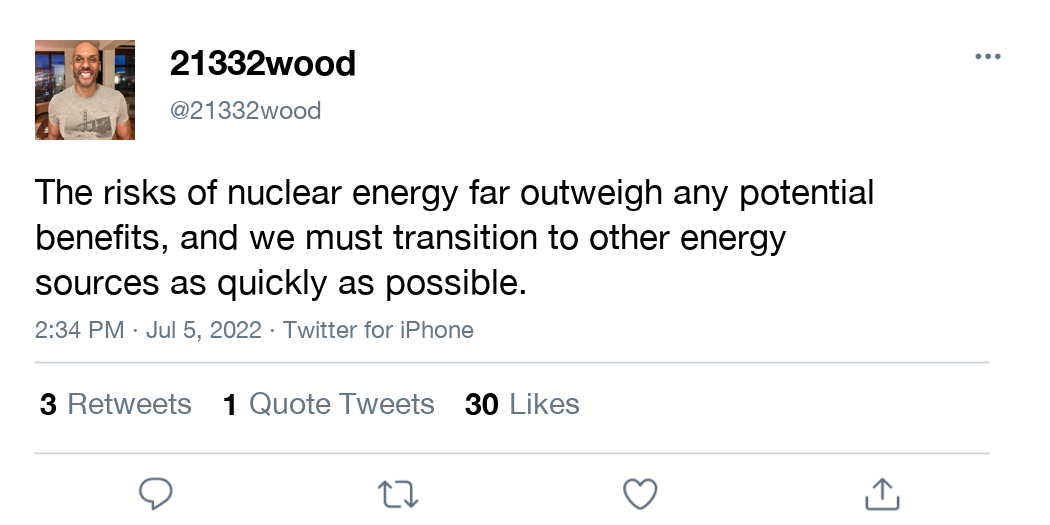 21332wood
@21332wood
The risks of nuclear energy far outweigh any potential
benefits, and we must transition to other energy
sources as quickly as possible.
2:34 PM · Jul 5, 2022 · Twitter for iPhone
3 Retweets 1 Quote Tweets 30 Likes